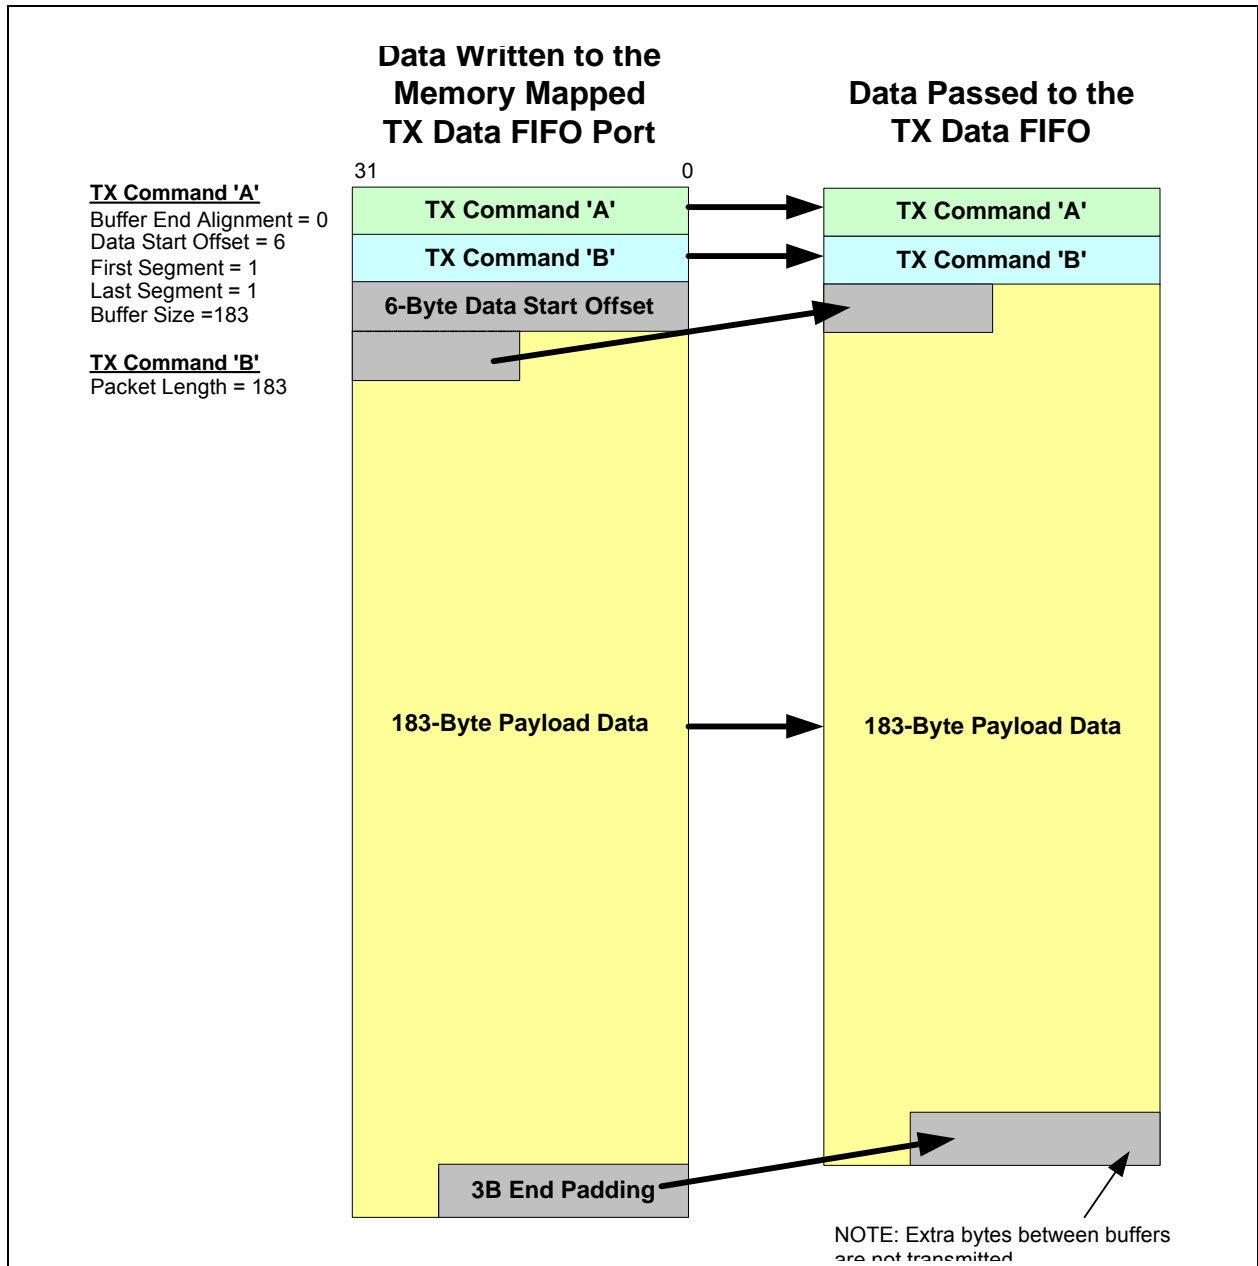 Data Written to the
Memory Mapped
TX Data FIFO Port
Data Passed to the
TX Data FIFO
31
0
TX Command 'A'
Buffer End Alignment = 0
Data Start Offset = 6
First Segment = 1
Last Segment = 1
Buffer Size =183
TX Command 'B'
Packet Length = 183
TX Command 'A'
TX Command 'B'
6-Byte Data Start Offset
183-Byte Payload Data
3B End Padding
TX Command 'A'
TX Command 'B'
183-Byte Payload Data
NOTE: Extra bytes between buffers
are not transmitted